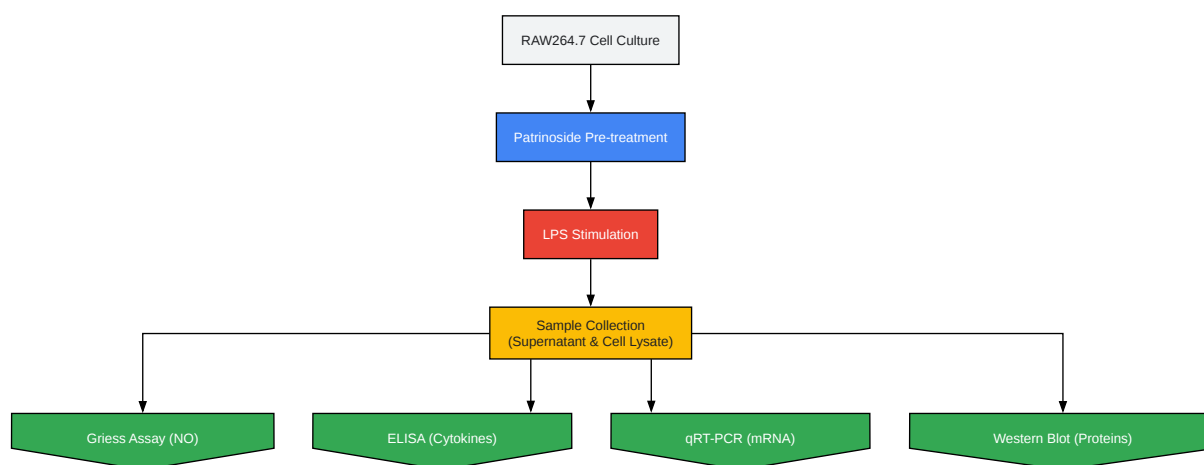 RAW264.7 Cell Culture
Patrinoside Pre-treatment
LPS Stimulation
Sample Collection
(Supernatant & Cell Lysate)
Griess Assay (NO)
ELISA (Cytokines)
qRT-PCR (mRNA)
Western Blot (Proteins)